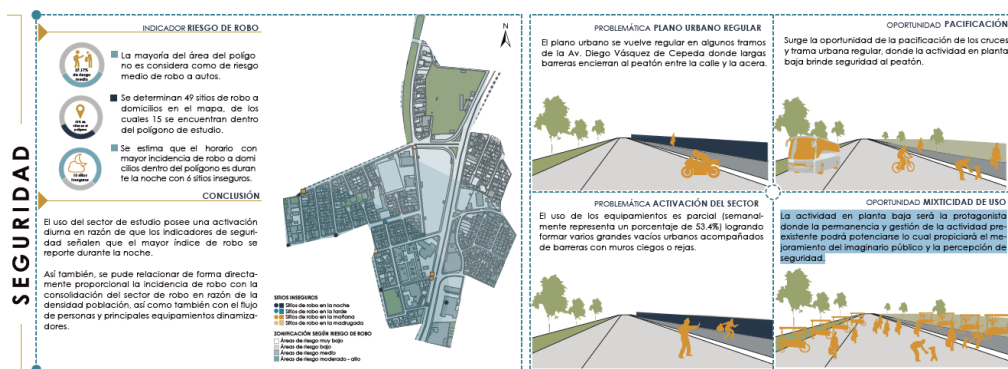 SEGURIDAD
INDICADOR RIESGO DE ROBO
de riesgo
medio
La mayoría del área del polígo
no es considera como de riesgo
medio de robo a autos.
Se determinan 49 sitios de robo a
domicilios en el mapa, de los
cuales 15 se encuentran dentro
del polígono de estudio.
Se estima que el horario con
mayor incidencia de robo a domi
cilios dentro del polígono es duran
te la noche con 6 sitios inseguros.
CONCLUSIÓN
El uso del sector de estudio posee una activación
diurna en razón de que los indicadores de seguri-
dad señalen que el mayor índice de robo se
reporte durante la noche.
Así también, se pude relacionar de forma directa-
mente proporcional la incidencia de robo con la
consolidación del sector de robo en razón de la
densidad población, así como también con el flujo
de personas y principales equipamientos dinamiza-
dores.
N
SITIOS INSEGUROS
Sitios de robo en la noche
Sitios de robo en la tarde
Sitios de robo en la mañana
Sitios de robo en la madrugada
ZONIFICACIÓN SEGÚN RIESGO DE ROBO
Áreas de riesgo muy bajo
Áreas de riesgo bajo
Áreas de riesgo medio
Áreas de riesgo moderado - alto
PROBLEMÁTICA PLANO URBANO REGULAR
El plano urbano se vuelve regular en algunos tramos
de la Av. Diego Vásquez de Cepeda donde largas
barreras encierran al peatón entre la calle y la acera.
OPORTUNIDAD PACIFICACIÓN
Surge la oportunidad de la pacificación de los cruces
y trama urbana regular, donde la actividad en planta
baja brinde seguridad al peatón.
PROBLEMÁTICA ACTIVACIÓN DEL SECTOR
El uso de los equipamientos es parcial (semanal-
mente representa un porcentaje de 53.4%) logrando
formar varios grandes vacíos urbanos acompañados
de barreras con muros ciegos o rejas.
OPORTUNIDAD MIXTICIDAD DE USO
La actividad en planta baja será la protagonista
donde la permanencia y gestión de la actividad pre-
existente podrá potenciarse lo cual propiciará el me-
joramiento del imaginario público y la percepción de
seguridad.